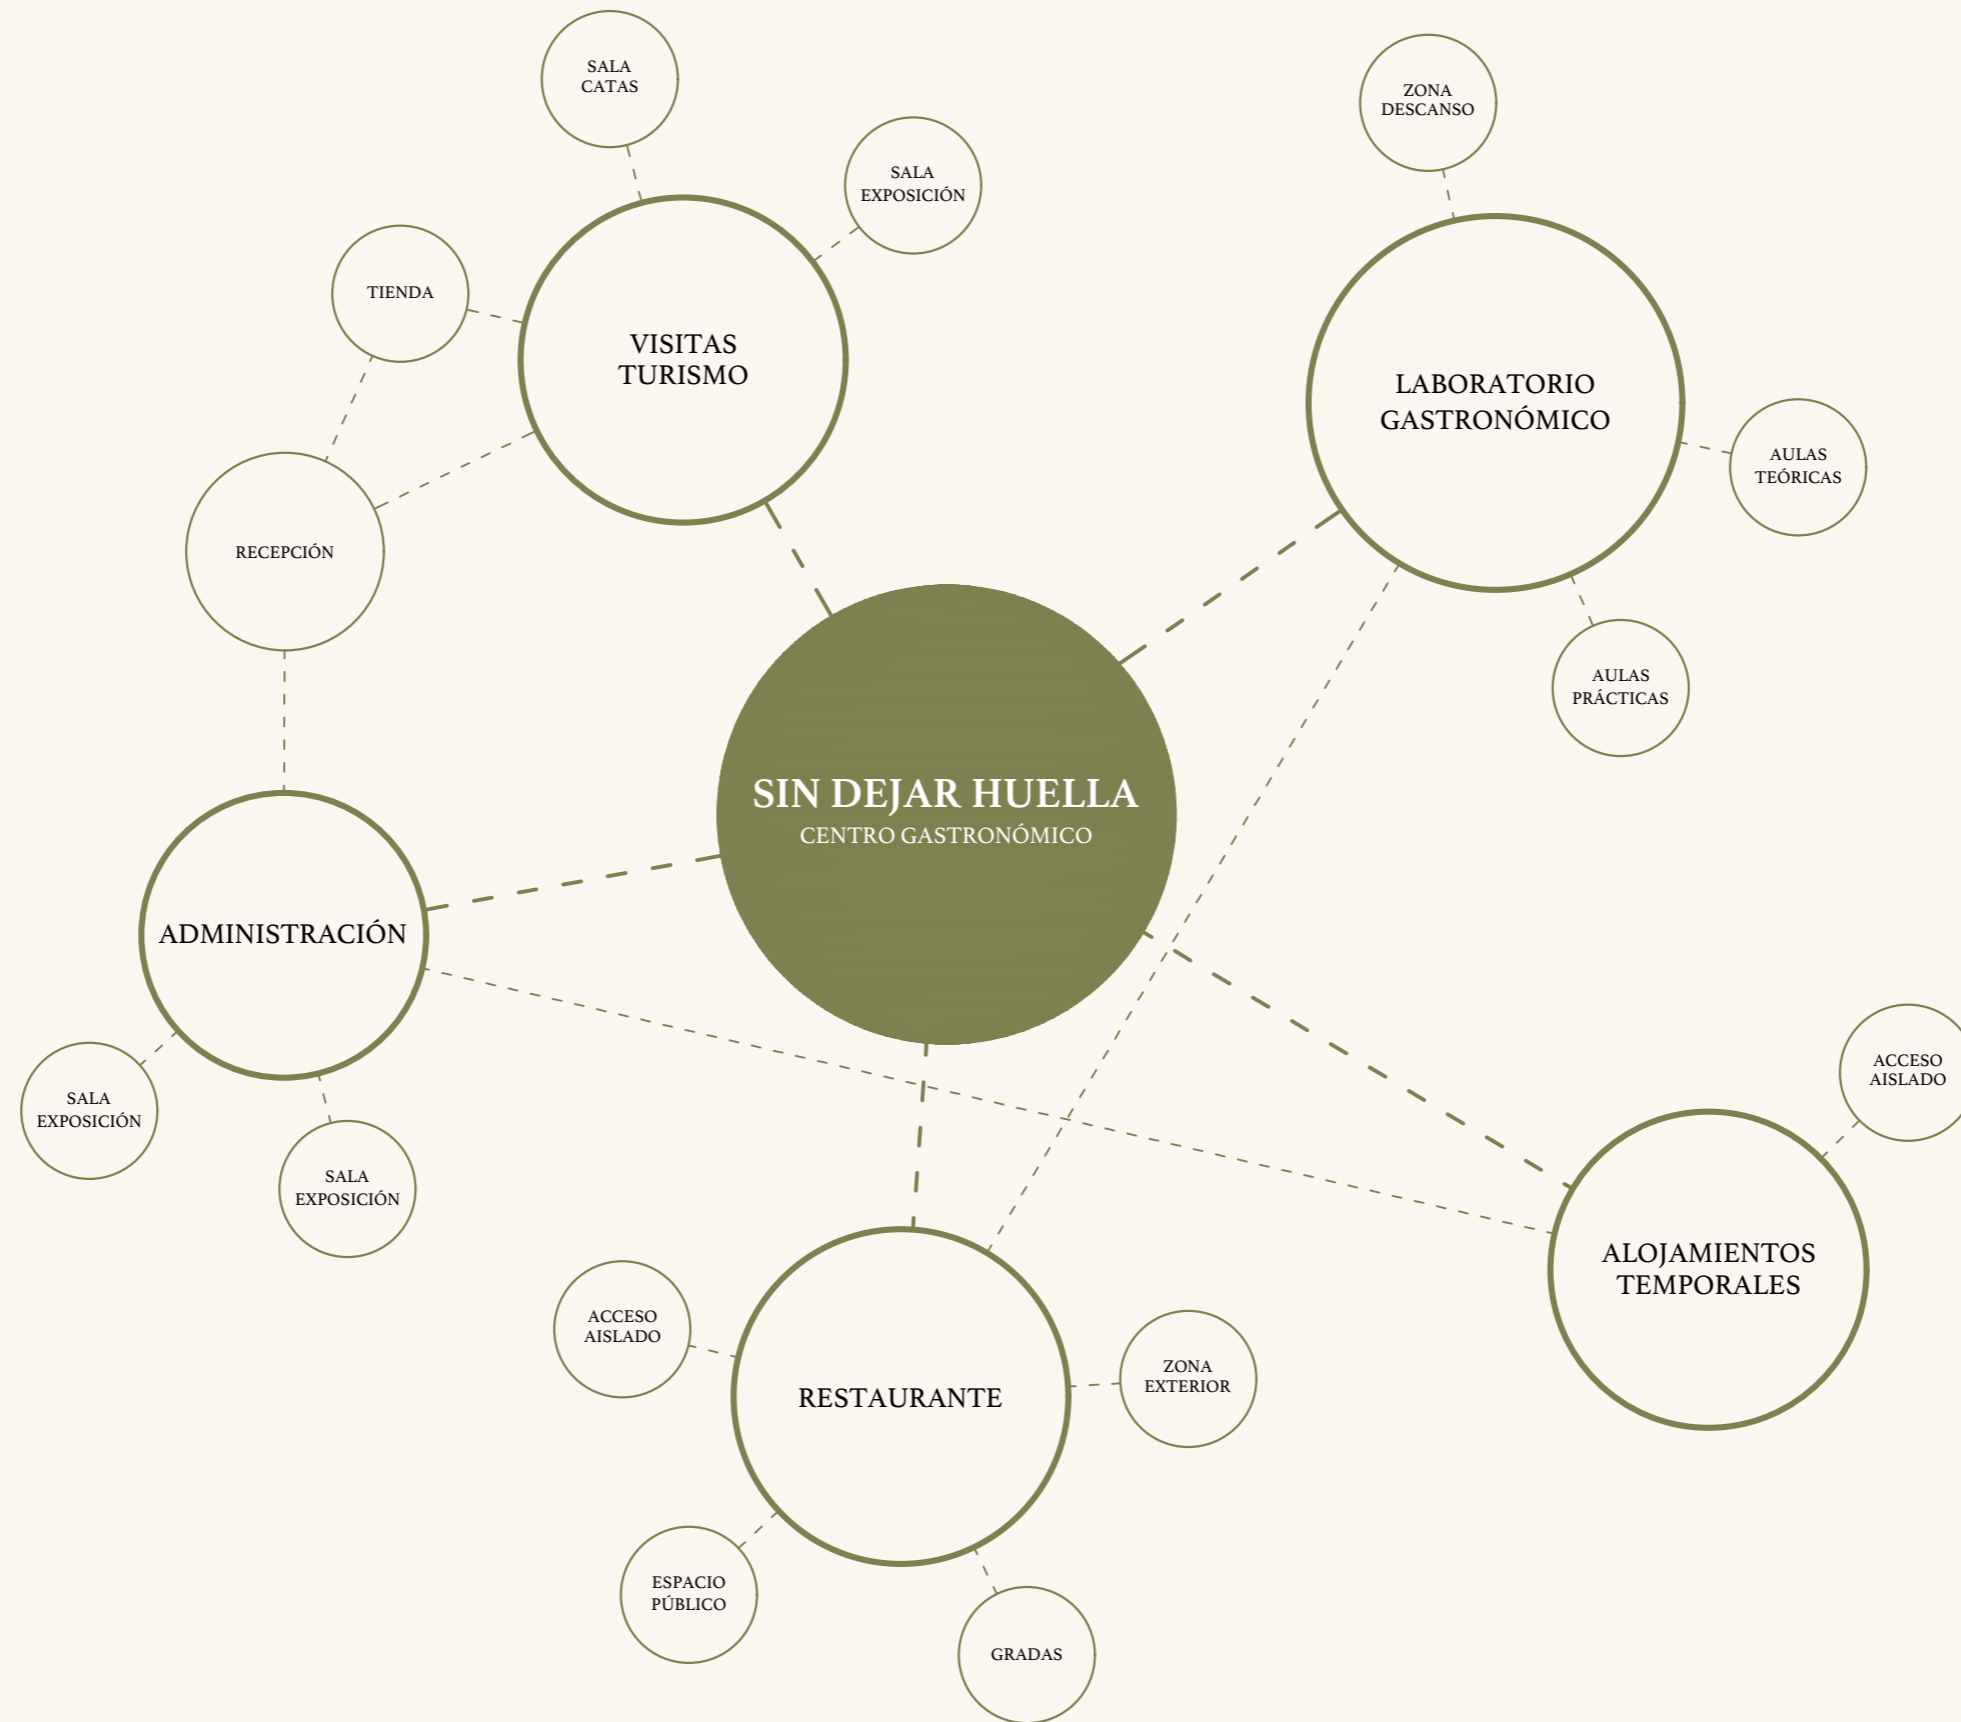 SALA
CATAS
ZONA
DESCANSO
SALA
EXPOSICIÓN
TIENDA
VISITAS
TURISMO
LABORATORIO
GASTRONÓMICO
AULAS
TEÓRICAS
RECEPCIÓN
AULAS
PRÁCTICAS
SIN DEJAR HUELLA
CENTRO GASTRONÓMICO
ADMINISTRACIÓN
ACCESO
AISLADO
SALA
EXPOSICIÓN
SALA
EXPOSICIÓN
ALOJAMIENTOS
TEMPORALES
ACCESO
AISLADO
ZONA
EXTERIOR
RESTAURANTE
ESPACIO
PÚBLICO
GRADAS